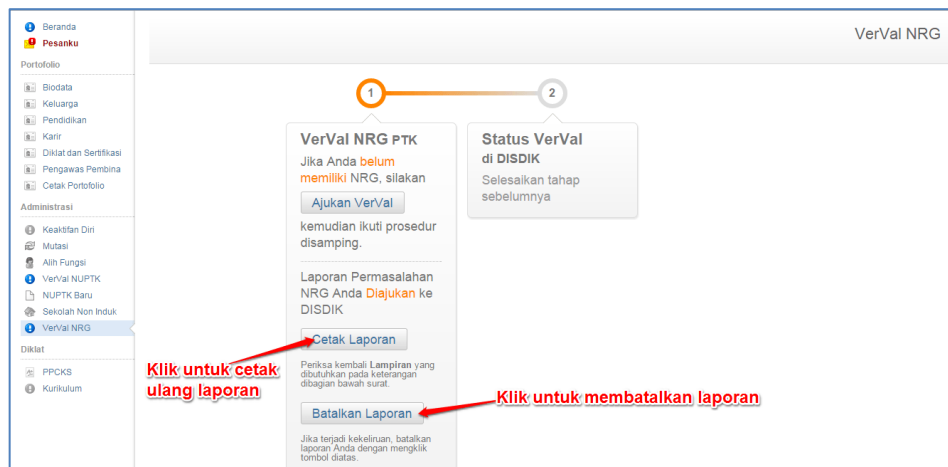 Beranda
Pesanku
Portofolio
Biodata
Keluarga
Pendidikan
Karir
Diklat dan Sertifikasi
Pengawas Pembina
Cetak Portofolio
Administrasi
Keaktifan Diri
Mutasi
Alih Fungsi
VerVal NUPTK
NUPTK Baru
Sekolah Non Induk
VerVal NRG
Diklat
PPCKS
Kurikulum
VerVal NRG
1
2
VerVal NRG PTK
Jika Anda belum
memiliki NRG, silakan
Ajukan VerVal
kemudian ikuti prosedur
disamping.
Laporan Permasalahan
NRG Anda Diajukan ke
DISDIK
Cetak Laporan
Periksa kembali Lampiran yang
dibutuhkan pada keterangan
dibagian bawah surat.
Batalkan Laporan
Jika terjadi kekeliruan, batalkan
laporan Anda dengan mengklik
tombol diatas.
Status VerVal
di DISDIK
Selesaikan tahap
sebelumnya
Klik untuk cetak
ulang laporan
Klik untuk membatalkan laporan